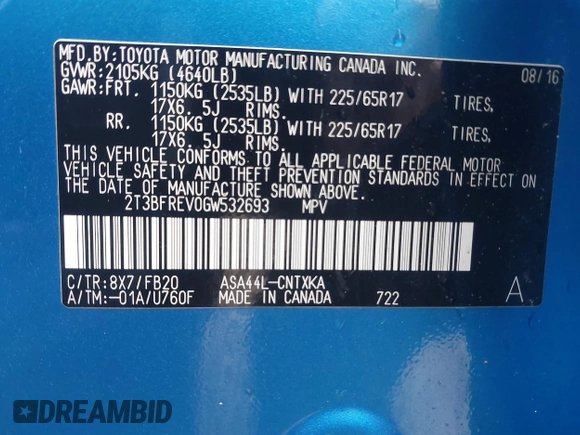 MFD.BY:TOYOTA MOTOR MANUFACTURING CANADA INC.
GVWR:2105KG (4640LB) 08/16
GAWR:FRT. 1150KG (2535LB) WITH 225/65R17 TIRES,
17X6. 5J RIMS.
RR. 1150KG (2535LB) WITH 225/65R17 TIRES,
17X6. 5J RIMS.
THIS VEHICLE CONFORMS TO ALL APPLICABLE FEDERAL MOTOR
VEHICLE SAFETY AND THEFT PREVENTION STANDARDS IN EFFECT ON
THE DATE OF MANUFACTURE SHOWN ABOVE.
2T3BFREV0GW532693 MPV
C/TR:8X7/FB20 ASA44L-CNTXKA
A/TM:-01A/U760F MADE IN CANADA 722 A
DREAMBID